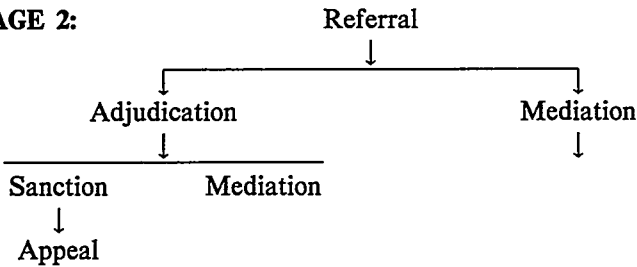 AGE 2: Referral
Adjudication Mediation
Sanction Mediation
Appeal